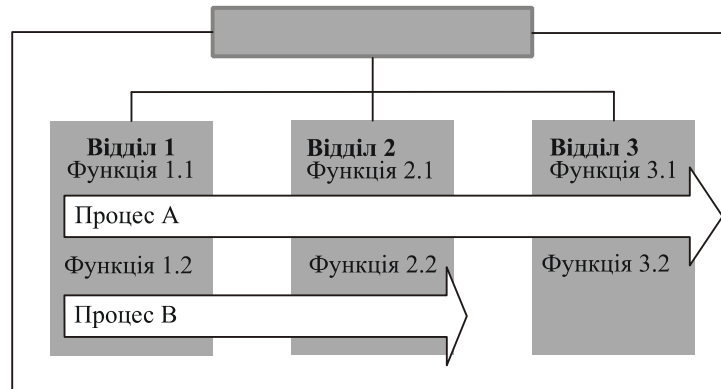 Відділ 1 Відділ 2 Відділ 3
Функція 1.1 Функція 2.1 Функція 3.1
Процес А
Функція 1.2 Функція 2.2 Функція 3.2
Процес В